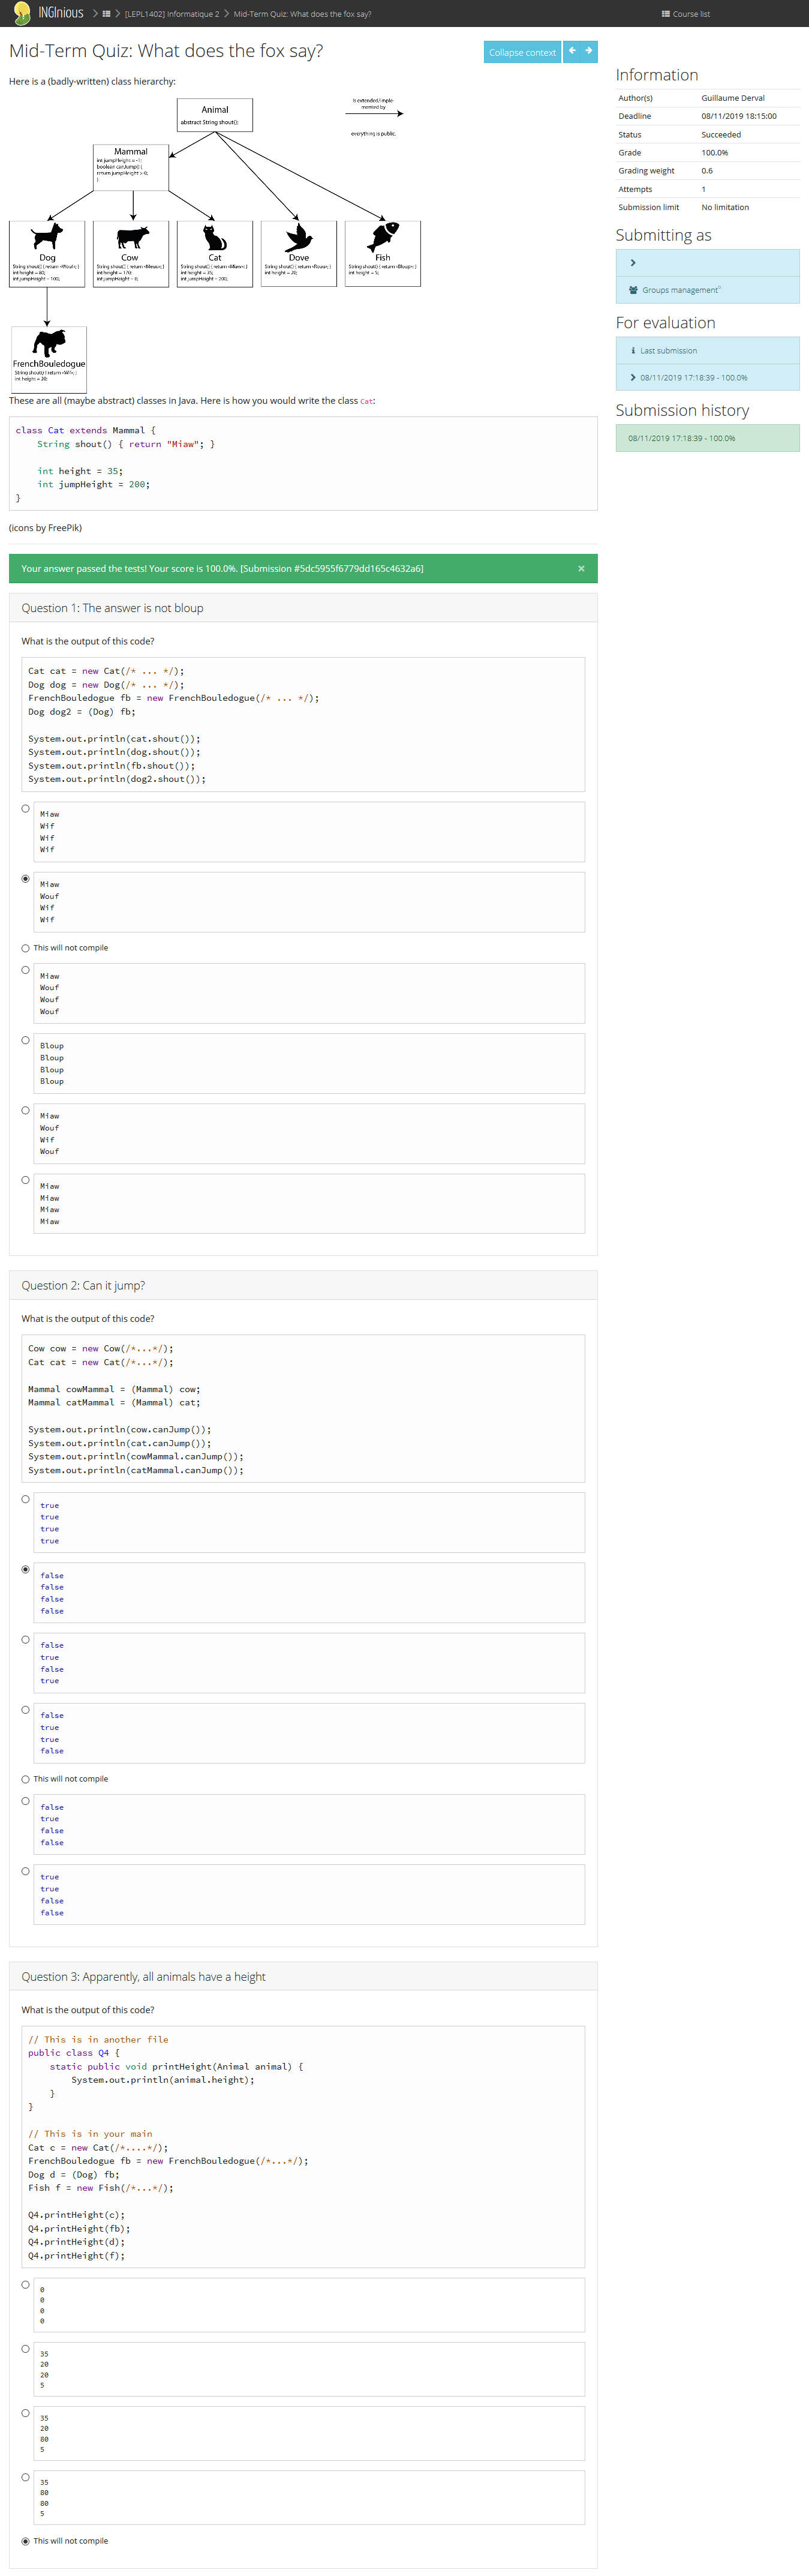 INGInious
[LEPL1402] Informatique 2
Mid-Term Quiz: What does the fox say?
Course list
Mid-Term Quiz: What does the fox say?
Collapse context
Here is a (badly-written) class hierarchy:
Animal
abstract String shout();
is extended/imple-
mented by
everything is public.
Mammal
int jumpHeight = -1;
boolean canJump() {
return jumpHeight > 0;
}
Dog
String shout() { return
int height = 80;
int jumpHeight = 100;
Cow
String shout() { return
int height = 170;
int jumpHeight
Cat
String shout() { return «Miaw»; }
int height = 35;
int jumpHeight = 200;
Dove
String shout() { return
int height
Fish
String shout() { return «Bloup»; }
int height = 5;
FrenchBouledogue
String shout() { return «Wif»; }
int height = 20;
These are all (maybe abstract) classes in Java. Here is how you would write the class Cat:
class Cat extends Mammal {
String shout() { return "Miaw"; }
int height = 35;
int jumpHeight = 200;
}
(icons by FreePik)
Your answer passed the tests! Your score is 100.0%. [Submission #5dc5955f6779dd165c4632a6]
×
Question 1: The answer is not bloup
What is the output of this code?
Cat cat = new Cat(/* ... */);
Dog dog = new Dog(/* ... */);
FrenchBouledogue fb = new FrenchBouledogue(/* ... */);
Dog dog2 = (Dog) fb;
System.out.println(cat.shout());
System.out.println(dog.shout());
System.out.println(fb.shout());
System.out.println(dog2.shout());
Miaw
Wif
Wif
Wif
Miaw
Wouf
Wif
Wif
This will not compile
Miaw
Wouf
Wouf
Wouf
Bloup
Bloup
Bloup
Bloup
Miaw
Wouf
Wif
Wouf
Miaw
Miaw
Miaw
Miaw
Question 2: Can it jump?
What is the output of this code?
Cow cow = new Cow(/*...*/);
Cat cat = new Cat(/*...*/);
Mammal cowMammal = (Mammal) cow;
Mammal catMammal = (Mammal) cat;
System.out.println(cow.canJump());
System.out.println(cat.canJump());
System.out.println(cowMammal.canJump());
System.out.println(catMammal.canJump());
true
true
true
true
false
false
false
false
false
true
false
true
false
true
true
false
This will not compile
false
true
false
false
true
true
false
false
Question 3: Apparently, all animals have a height
What is the output of this code?
// This is in another file
public class Q4 {
static public void printHeight(Animal animal) {
System.out.println(animal.height);
}
}
// This is in your main
Cat c = new Cat(/*....*/);
FrenchBouledogue fb = new FrenchBouledogue(/*...*/);
Dog d = (Dog) fb;
Fish f = new Fish(/*...*/);
Q4.printHeight(c);
Q4.printHeight(fb);
Q4.printHeight(d);
Q4.printHeight(f);
0
0
0
0
35
20
20
5
35
20
80
5
35
80
80
5
This will not compile
Information
Author(s) Guillaume Derval
Deadline 08/11/2019 18:15:00
Status Succeeded
Grade 100.0%
Grading weight 0.6
Attempts 1
Submission limit No limitation
Submitting as
Groups management
For evaluation
Last submission
08/11/2019 17:18:39 - 100.0%
Submission history
08/11/2019 17:18:39 - 100.0%